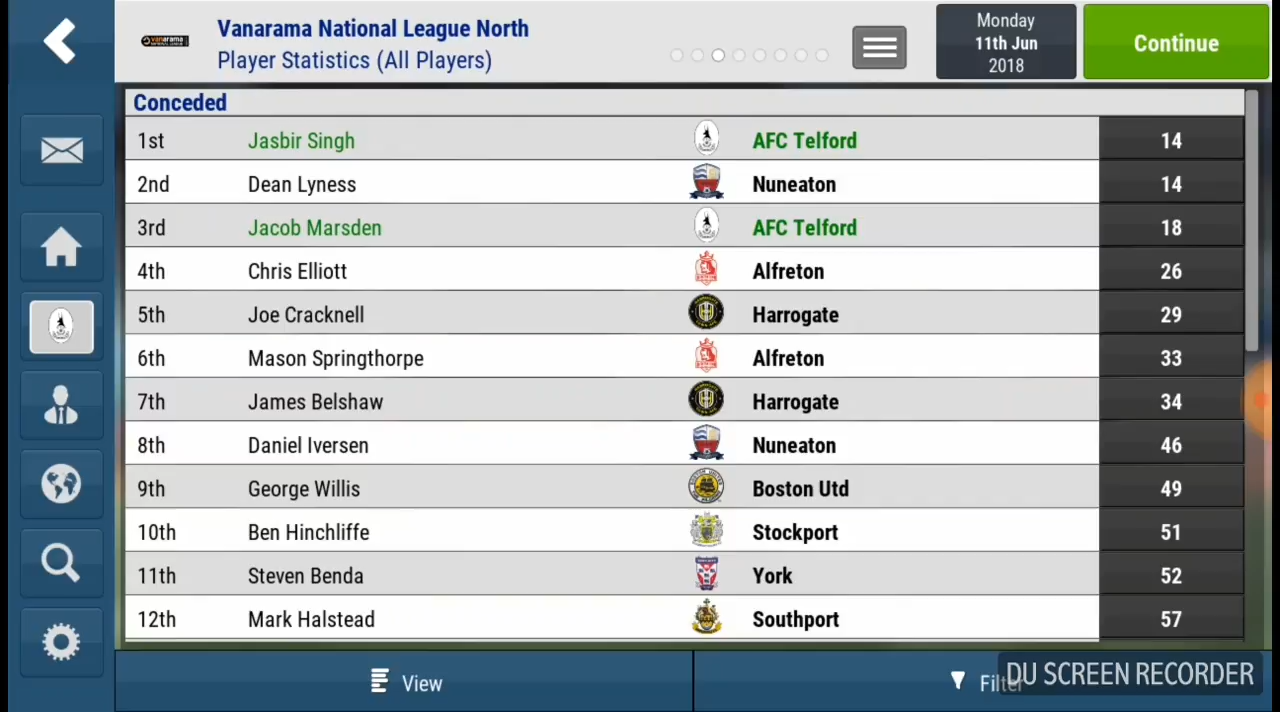 Vanarama National League North
Player Statistics (All Players)
Monday
11th Jun
2018
Continue
Conceded
1st Jasbir Singh AFC Telford 14
2nd Dean Lyness Nuneaton 14
3rd Jacob Marsden AFC Telford 18
4th Chris Elliott Alfreton 26
5th Joe Cracknell Harrogate 29
6th Mason Springthorpe Alfreton 33
7th James Belshaw Harrogate 34
8th Daniel Iversen Nuneaton 46
9th George Willis Boston Utd 49
10th Ben Hinchliffe Stockport 51
11th Steven Benda York 52
12th Mark Halstead Southport 57
View
Filter
DU SCREEN RECORDER